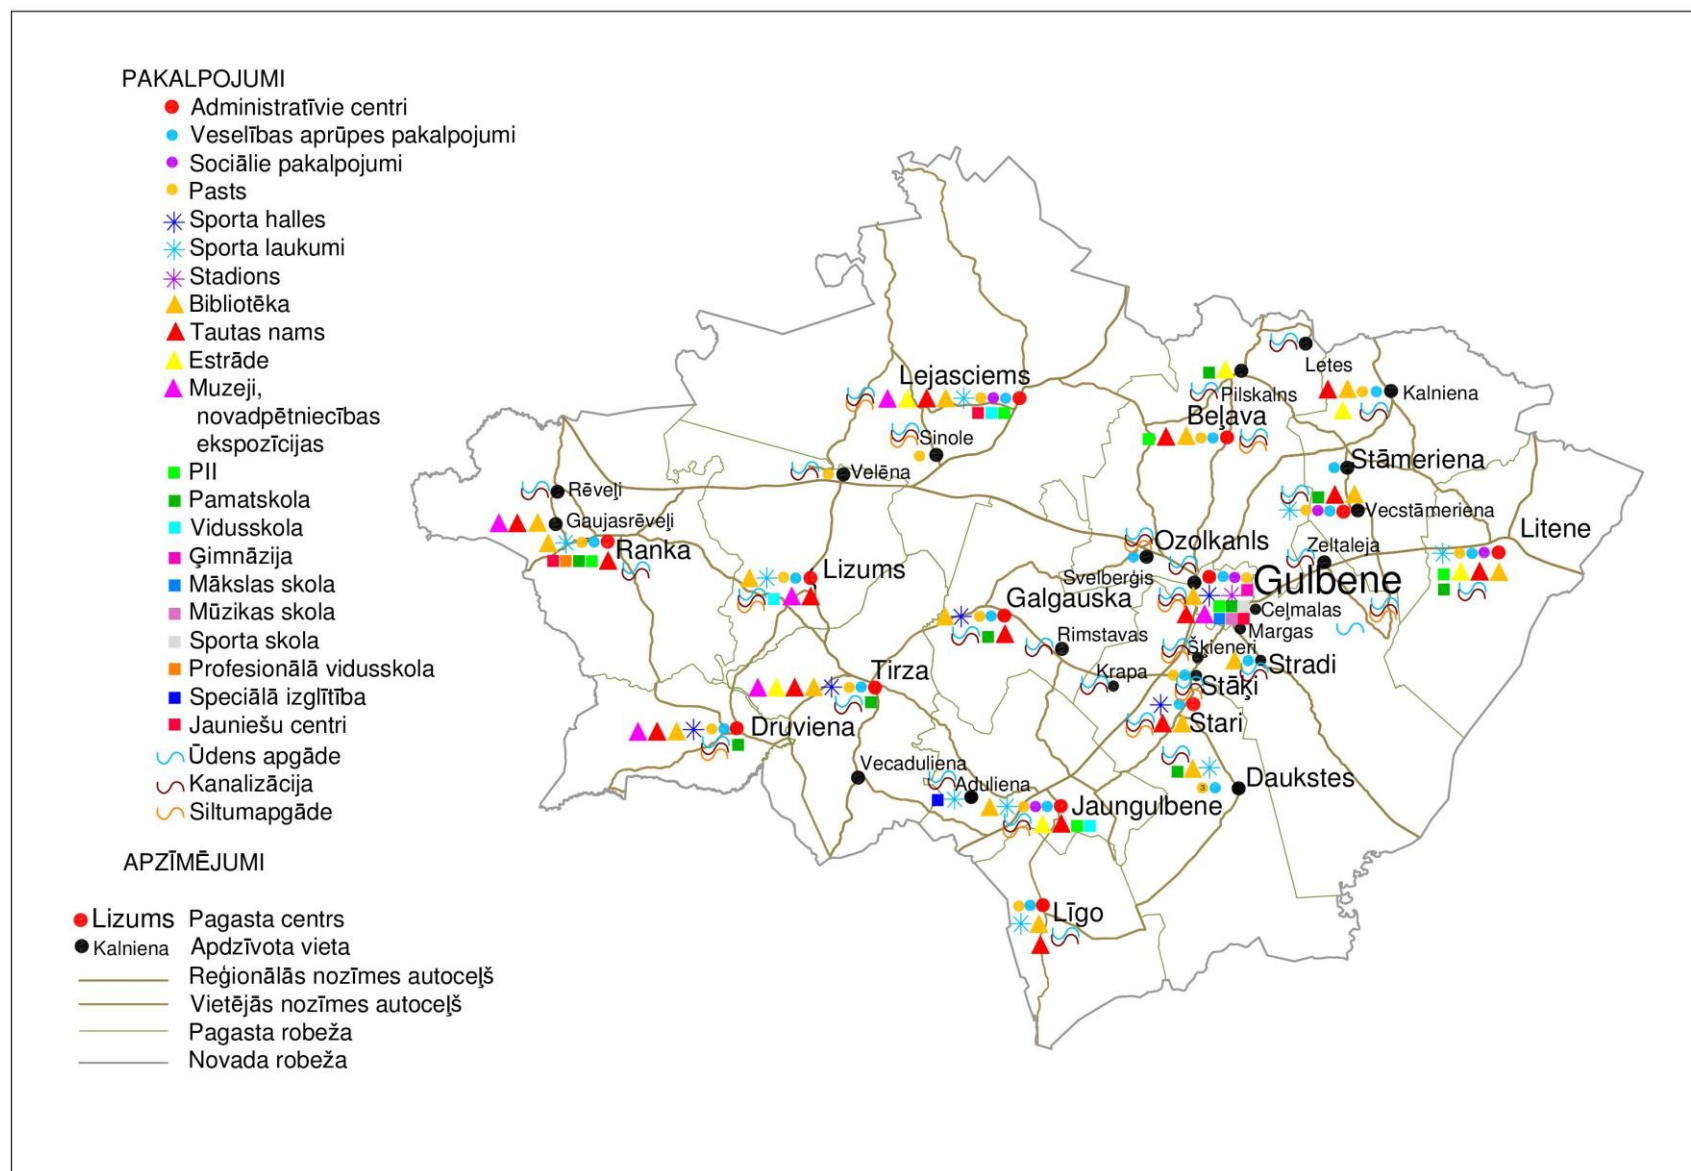 PAKALPOJUMI
Administratīvie centri
Veselības aprūpes pakalpojumi
Sociālie pakalpojumi
Pasts
Sporta halles
Sporta laukumi
Stadions
Bibliotēka
Tautas nams
Estrāde
Muzeji,
novadpētniecības
ekspozīcijas
PII
Pamatskola
Vidusskola
Ģimnāzija
Mākslas skola
Mūzikas skola
Sporta skola
Profesionālā vidusskola
Speciālā izglītība
Jauniešu centri
Ūdens apgāde
Kanalizācija
Siltumapgāde
APZĪMĒJUMI
Lizums Pagasta centrs
Kalniena Apdzīvota vieta
Reģionālās nozīmes autoceļš
Vietējās nozīmes autoceļš
Pagasta robeža
Novada robeža
Letes
Lejasciems
Pilskalns
Kalniena
Beļava
Sinole
Stāmeriena
Velēna
Rēveļi
Vecstāmeriena
Gaujasrēveļi
Litene
Ranka
Ozolkanls
Zeltaleja
Lizums
Svelberģis
Gulbene
Galgauska
Ceļmalas
Rimstavas
Margas
Šķieneri
Stradi
Tirza
Krapa
Stāķi
Druviena
Stari
Vecaduliena
Aduliena
Daukstes
3
Jaungulbene
Līgo